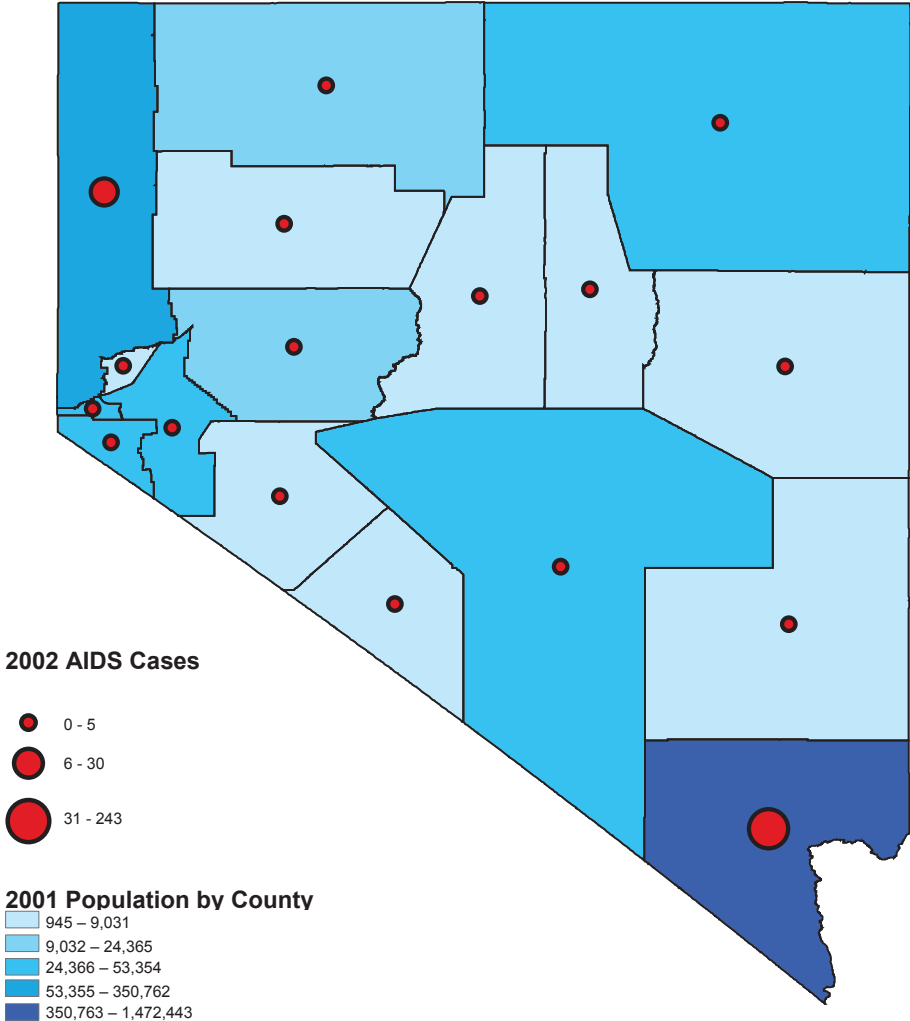 2002 AIDS Cases
0 - 5
6 - 30
31 - 243
2001 Population by County
945 – 9,031
9,032 – 24,365
24,366 – 53,354
53,355 – 350,762
350,763 – 1,472,443